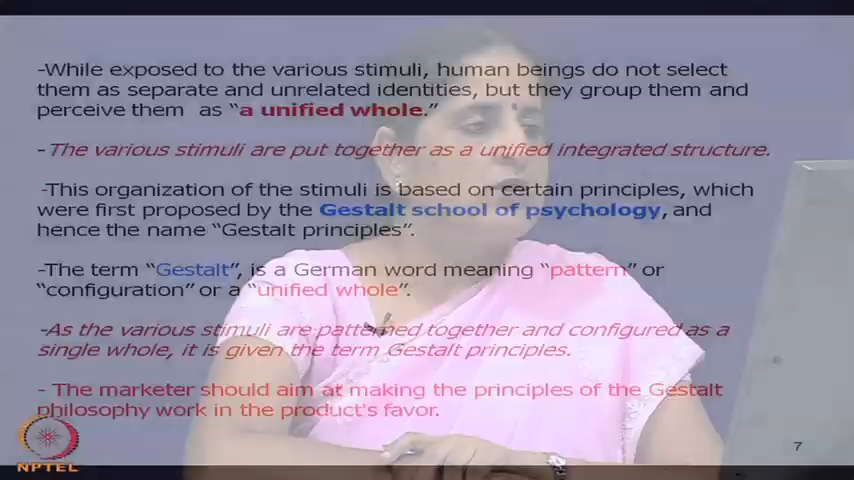 -While exposed to the various stimuli, human beings do not select
them as separate and unrelated identities, but they group them and
perceive them as “a unified whole.”
- The various stimuli are put together as a unified integrated structure.
-This organization of the stimuli is based on certain principles, which
were first proposed by the Gestalt school of psychology, and
hence the name “Gestalt principles”.
-The term “Gestalt”, is a German word meaning “pattern” or
“configuration” or a “unified whole”.
-As the various stimuli are patterned together and configured as a
single whole, it is given the term Gestalt principles.
- The marketer should aim at making the principles of the Gestalt
philosophy work in the product's favor.
7
NPTEL